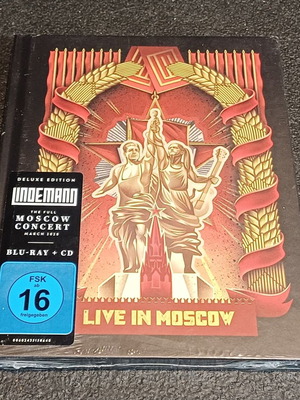 DELUXE EDITION
LINDEMANN
THE FULL
MOSCOW
CONCERT
MARCH 2020
BLU-RAY + CD
FSK
ab
16
freigegeben
LIVE IN MOSCOW